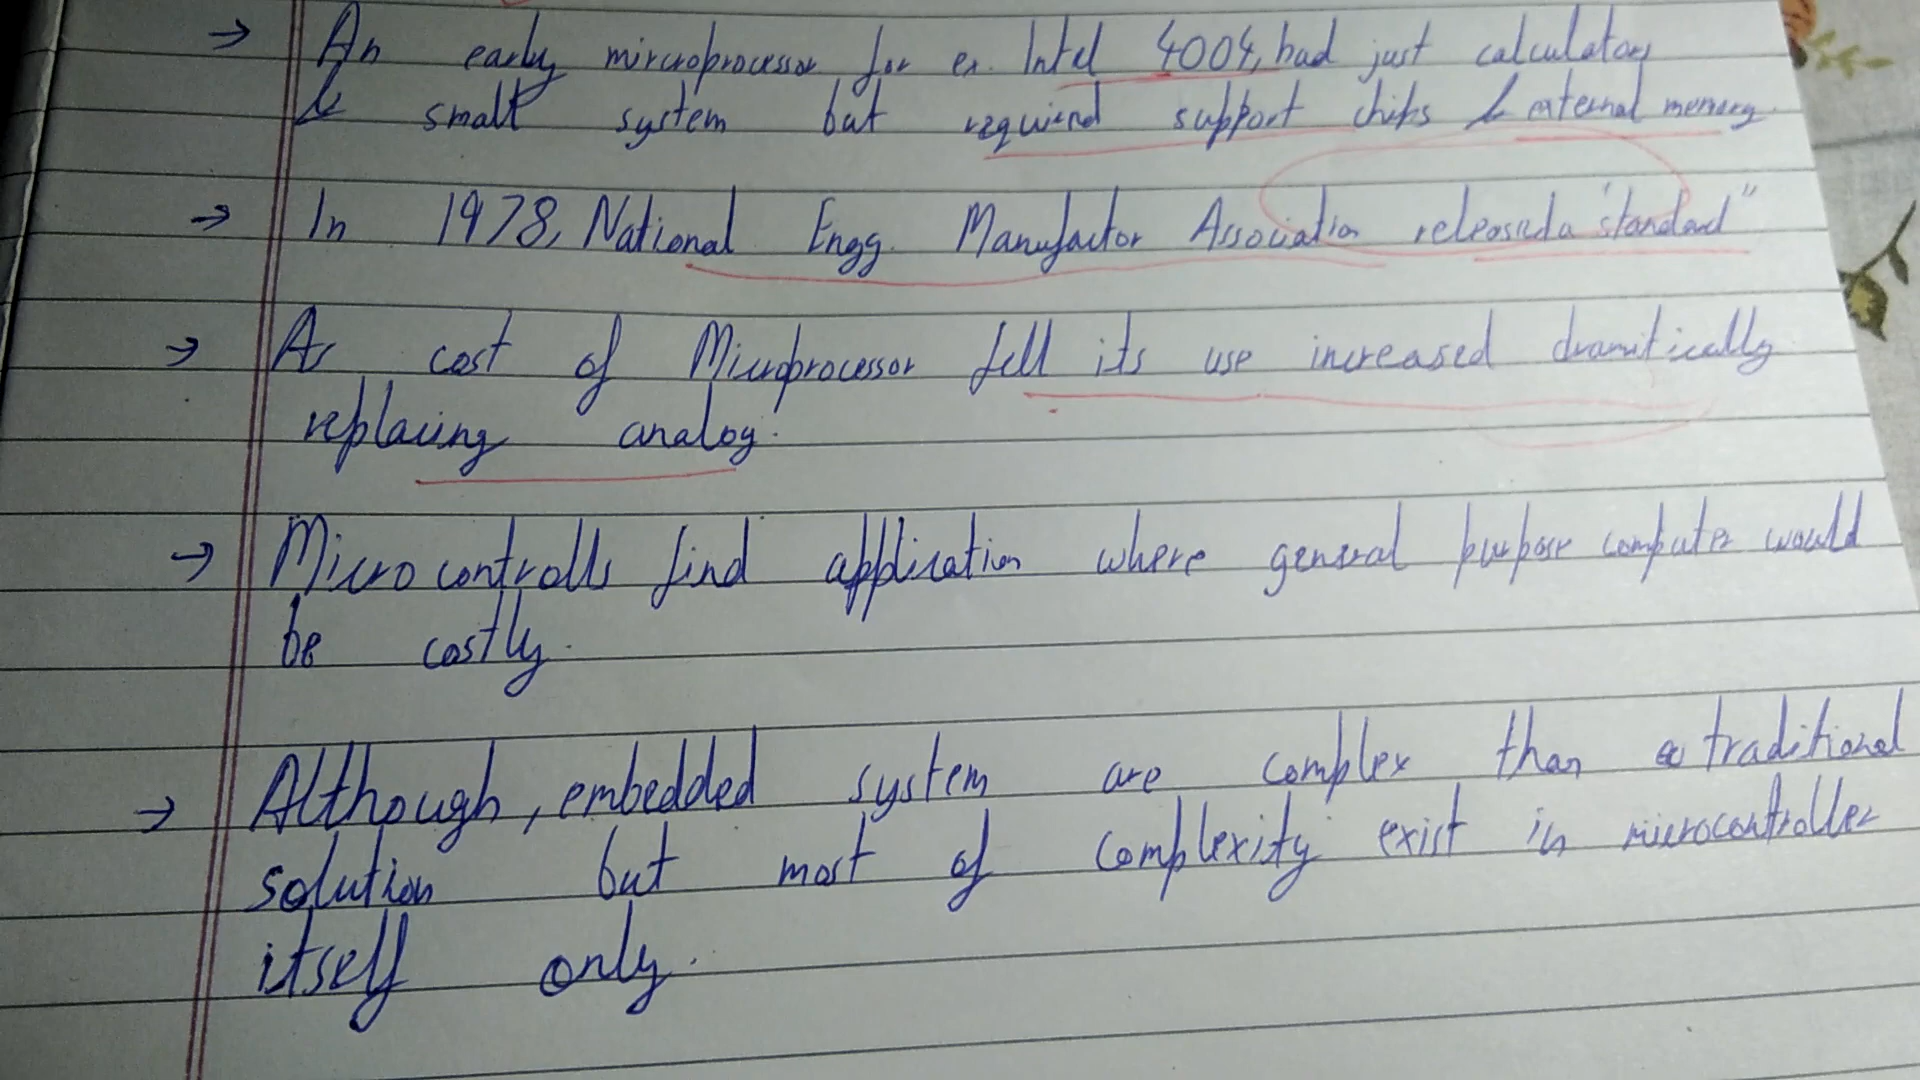 → An early mircroprocessor, for ex. Intel 4004, had just calculatory
& small system but required support chips & external memory.
→ In 1978, National Engg. Manufactor Association released a "standard"
→ As cost of Microprocessor fell its use increased dramitically
replacing analog.
→ Microcontrolls find application where general purpose computer would
be costly.
→ Although, embedded system are complex than a traditional
solution but most of complexity exist in microcontroller
itself only.